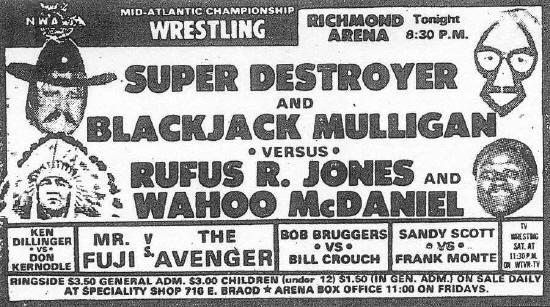 NWA
MID-ATLANTIC CHAMPIONSHIP
WRESTLING
RICHMOND
ARENA
Tonight
8:30 P.M.
SUPER DESTROYER
AND
BLACKJACK MULLIGAN
• VERSUS •
RUFUS R. JONES AND
WAHOO McDANIEL
KEN
DILLINGER
• VS •
DON
KERNODLE
MR. VS. THE
FUJI AVENGER
BOB BRUGGERS
• VS •
BILL CROUCH
SANDY SCOTT
• VS •
FRANK MONTE
TV
WRESTING
SAT. AT
11:30 P.M.
ON WTVR-TV
RINGSIDE $3.50 GENERAL ADM. $3.00 CHILDREN (under 12) $1.50 (IN GEN. ADM.) ON SALE DAILY
AT SPECIALITY SHOP 716 E. BRAOD ★ ARENA BOX OFFICE 11:00 ON FRIDAYS.